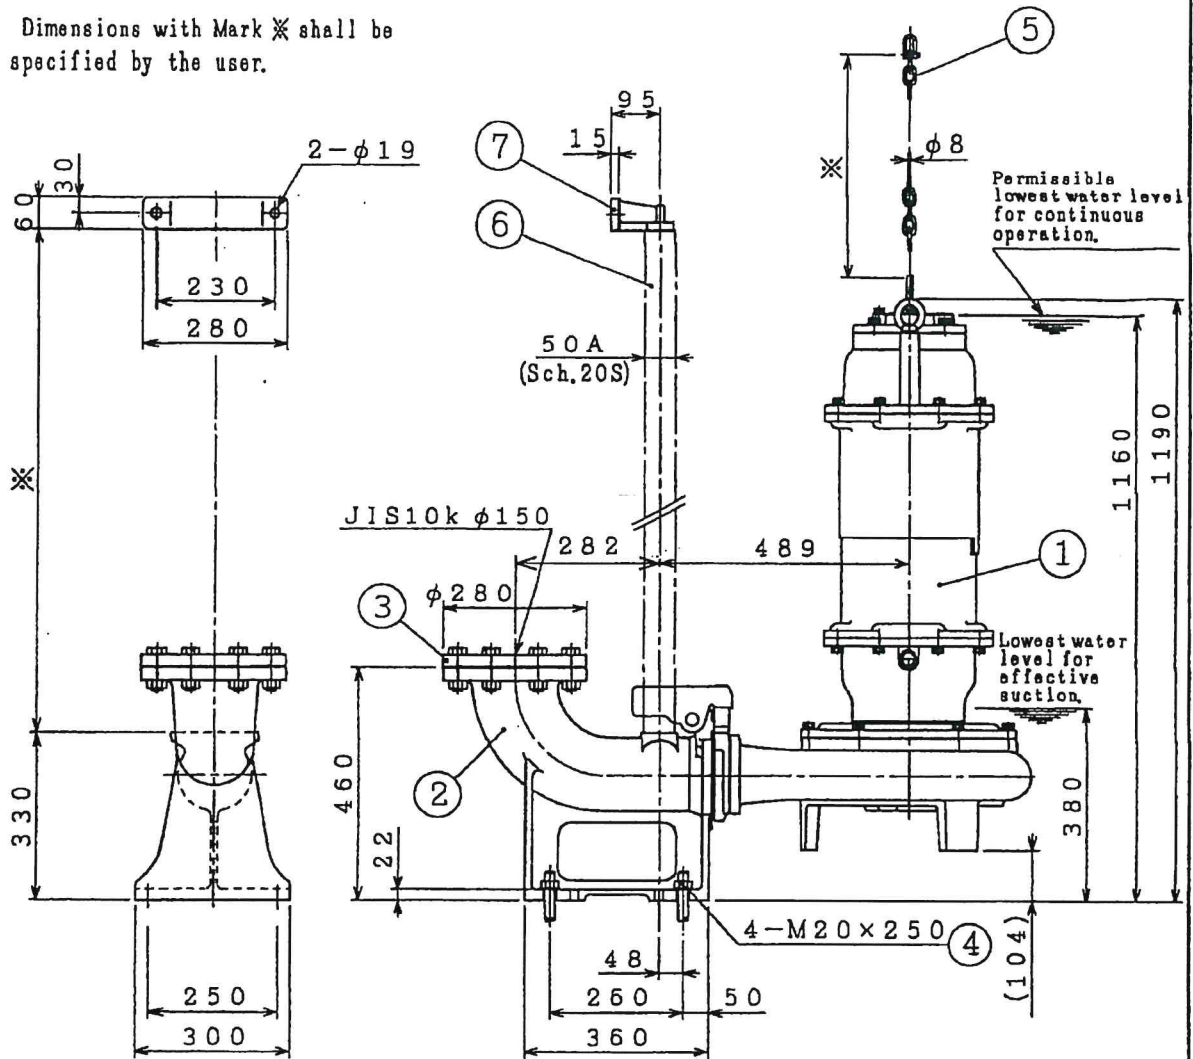 Dimensions with Mark ※ shall be
specified by the user.
5
95
7
15
2-φ19
30
60
φ8
※
Permissible
lowest water level
for continuous
operation.
6
230
280
50A
(Sch.20S)
※
1160
1190
JIS10k φ150
282
489
1
3
φ280
Lowest water
level for
effective
suction.
2
330
460
22
380
4-M20×250
4
(104)
48
250
260
50
300
360